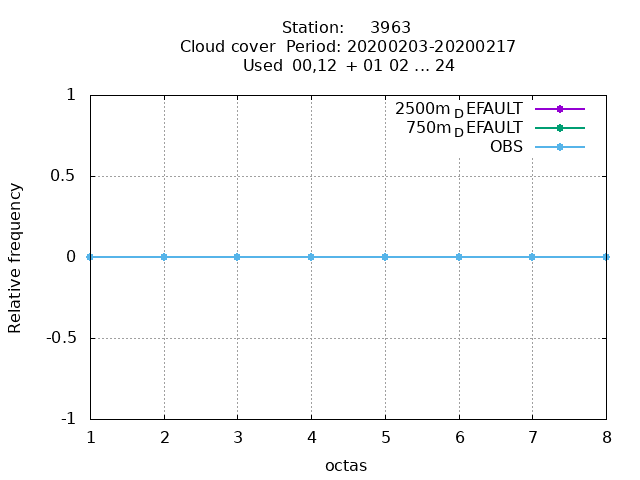 Station: 3963
Cloud cover Period: 20200203-20200217
Used 00,12 + 01 02 ... 24
2500m_DEFAULT
750m_DEFAULT
OBS
1
0.5
0
-0.5
-1
Relative frequency
1 2 3 4 5 6 7 8
octas